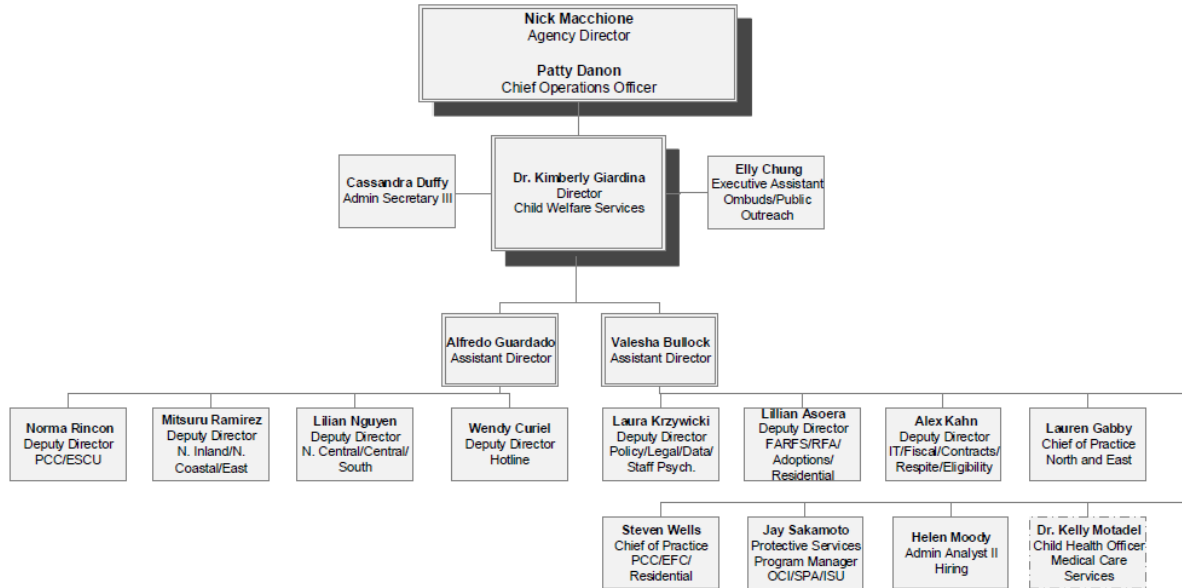 Nick Macchione
Agency Director
Patty Danon
Chief Operations Officer
Cassandra Duffy
Admin Secretary III
Dr. Kimberly Giardina
Director
Child Welfare Services
Elly Chung
Executive Assistant
Ombuds/Public
Outreach
Alfredo Guardado
Assistant Director
Valesha Bullock
Assistant Director
Norma Rincon
Deputy Director
PCC/ESCU
Mitsuru Ramirez
Deputy Director
N. Inland/N.
Coastal/East
Lilian Nguyen
Deputy Director
N. Central/Central/
South
Wendy Curiel
Deputy Director
Hotline
Laura Krzywicki
Deputy Director
Policy/Legal/Data/
Staff Psych.
Lillian Asoera
Deputy Director
FARFS/RFA/
Adoptions/
Residential
Alex Kahn
Deputy Director
IT/Fiscal/Contracts/
Respite/Eligibility
Lauren Gabby
Chief of Practice
North and East
Steven Wells
Chief of Practice
PCC/EFC/
Residential
Jay Sakamoto
Protective Services
Program Manager
OCI/SPA/ISU
Helen Moody
Admin Analyst II
Hiring
Dr. Kelly Motadel
Child Health Officer
Medical Care
Services